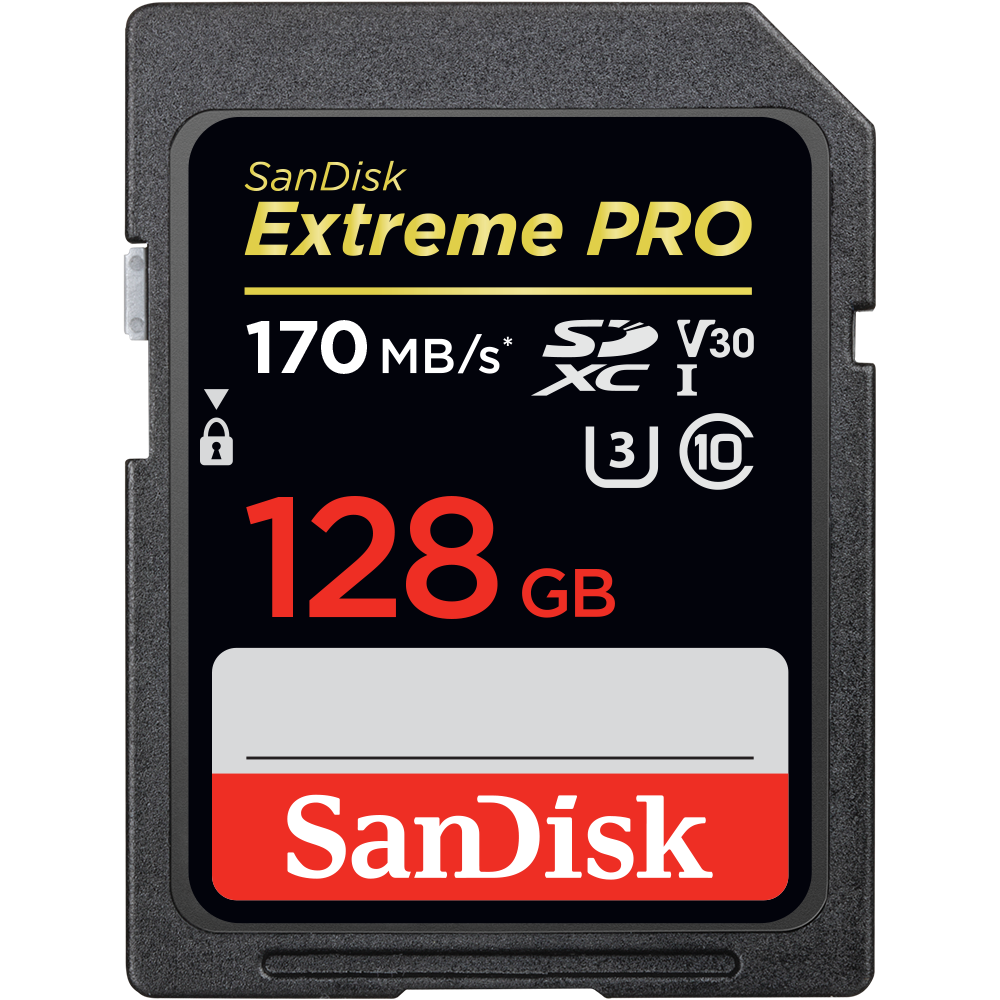 SanDisk
Extreme PRO
170 MB/s*
SD XC
V30
I
3
10
128 GB
SanDisk